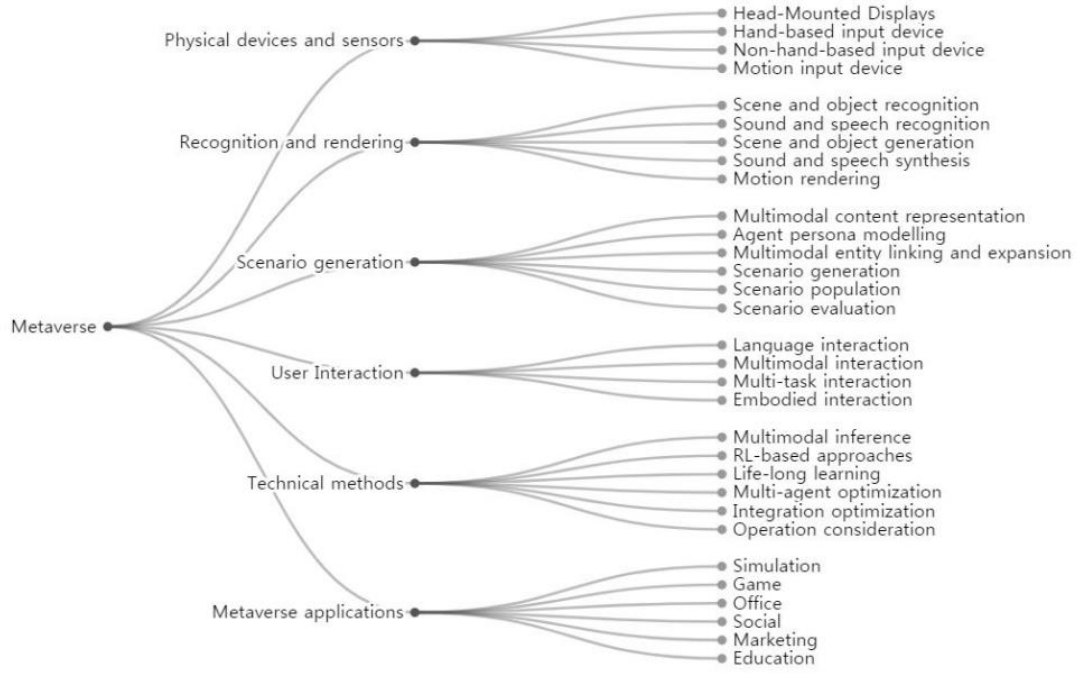 Metaverse
Physical devices and sensors
Head-Mounted Displays
Hand-based input device
Non-hand-based input device
Motion input device
Recognition and rendering
Scene and object recognition
Sound and speech recognition
Scene and object generation
Sound and speech synthesis
Motion rendering
Scenario generation
Multimodal content representation
Agent persona modelling
Multimodal entity linking and expansion
Scenario generation
Scenario population
Scenario evaluation
User Interaction
Language interaction
Multimodal interaction
Multi-task interaction
Embodied interaction
Technical methods
Multimodal inference
RL-based approaches
Life-long learning
Multi-agent optimization
Integration optimization
Operation consideration
Metaverse applications
Simulation
Game
Office
Social
Marketing
Education